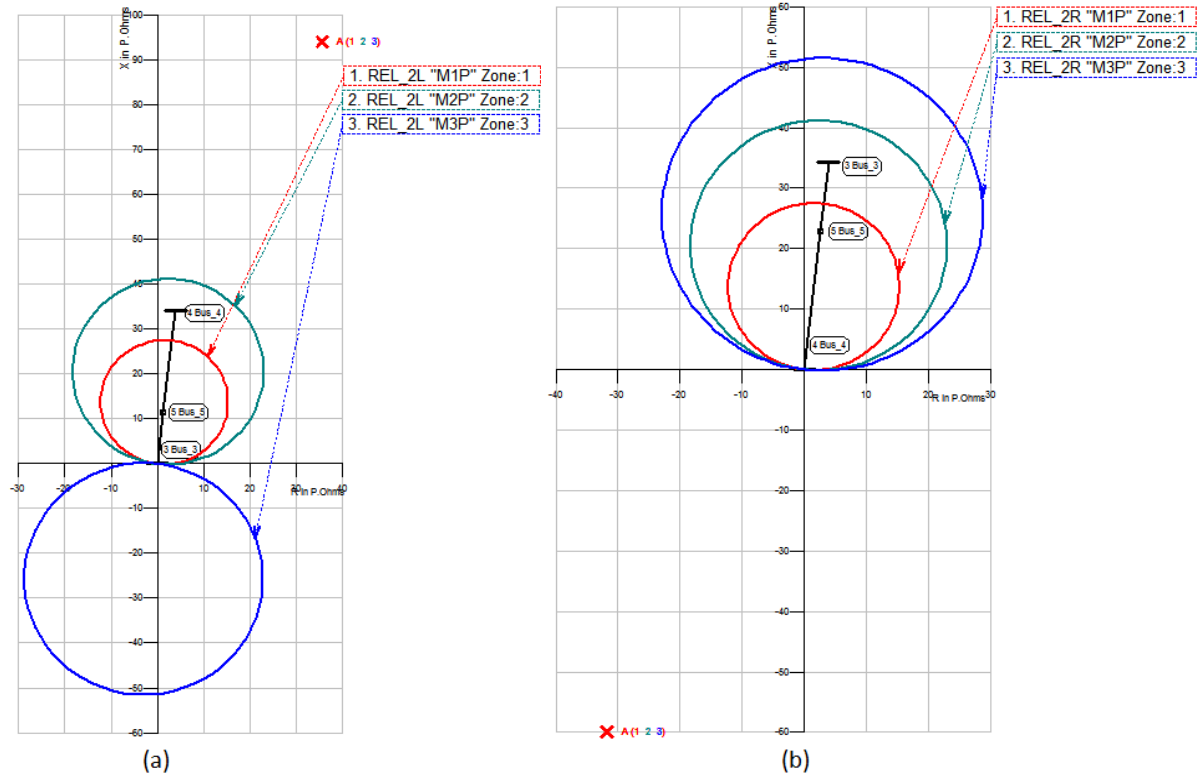 100
90
80
70
60
50
40
30
20
10
-10
-20
-30
-40
-50
-60
-30
-20
-10
10
20
30
40
X in P.Ohms
R in P.Ohms
A (1 2 3)
1. REL_2L "M1P" Zone:1
2. REL_2L "M2P" Zone:2
3. REL_2L "M3P" Zone:3
4 Bus_4
5 Bus_5
3 Bus_3
(a)
60
50
40
30
20
10
-10
-20
-30
-40
-50
-60
-40
-30
-20
-10
10
20
30
X in P.Ohms
R in P.Ohms
1. REL_2R "M1P" Zone:1
2. REL_2R "M2P" Zone:2
3. REL_2R "M3P" Zone:3
3 Bus_3
5 Bus_5
4 Bus_4
A (1 2 3)
(b)